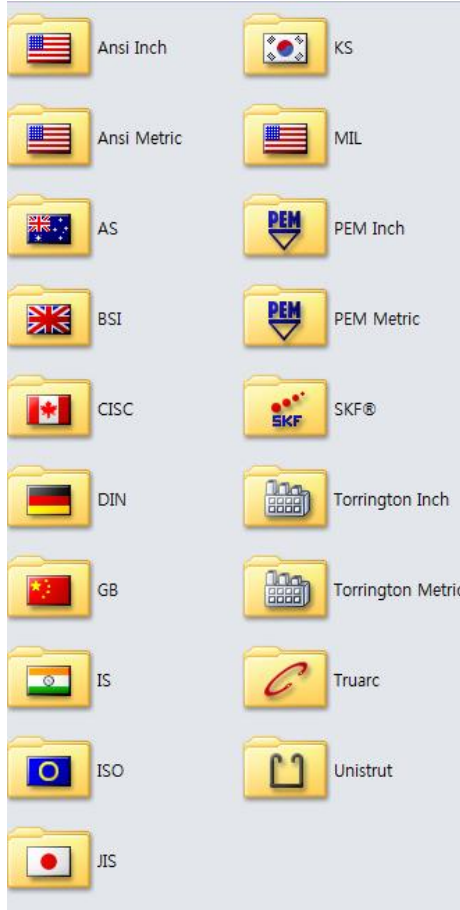 Ansi Inch
Ansi Metric
AS
BSI
CISC
DIN
GB
IS
ISO
JIS
KS
MIL
PEM
PEM Inch
PEM
PEM Metric
SKF
SKF®
Torrington Inch
Torrington Metric
Truarc
Unistrut